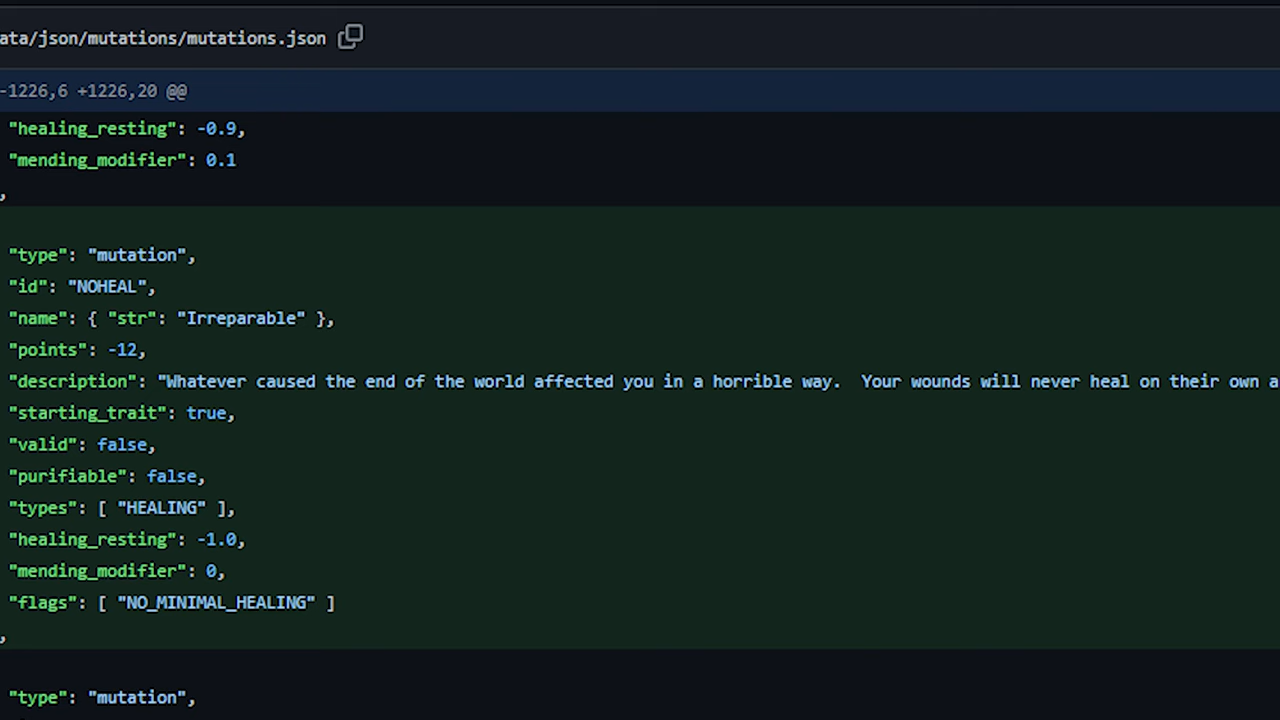 ata/json/mutations/mutations.json
-1226,6 +1226,20 @@
"healing_resting": -0.9,
"mending_modifier": 0.1
,
"type": "mutation",
"id": "NOHEAL",
"name": { "str": "Irreparable" },
"points": -12,
"description": "Whatever caused the end of the world affected you in a horrible way.  Your wounds will never heal on their own a
"starting_trait": true,
"valid": false,
"purifiable": false,
"types": [ "HEALING" ],
"healing_resting": -1.0,
"mending_modifier": 0,
"flags": [ "NO_MINIMAL_HEALING" ]
,
"type": "mutation",